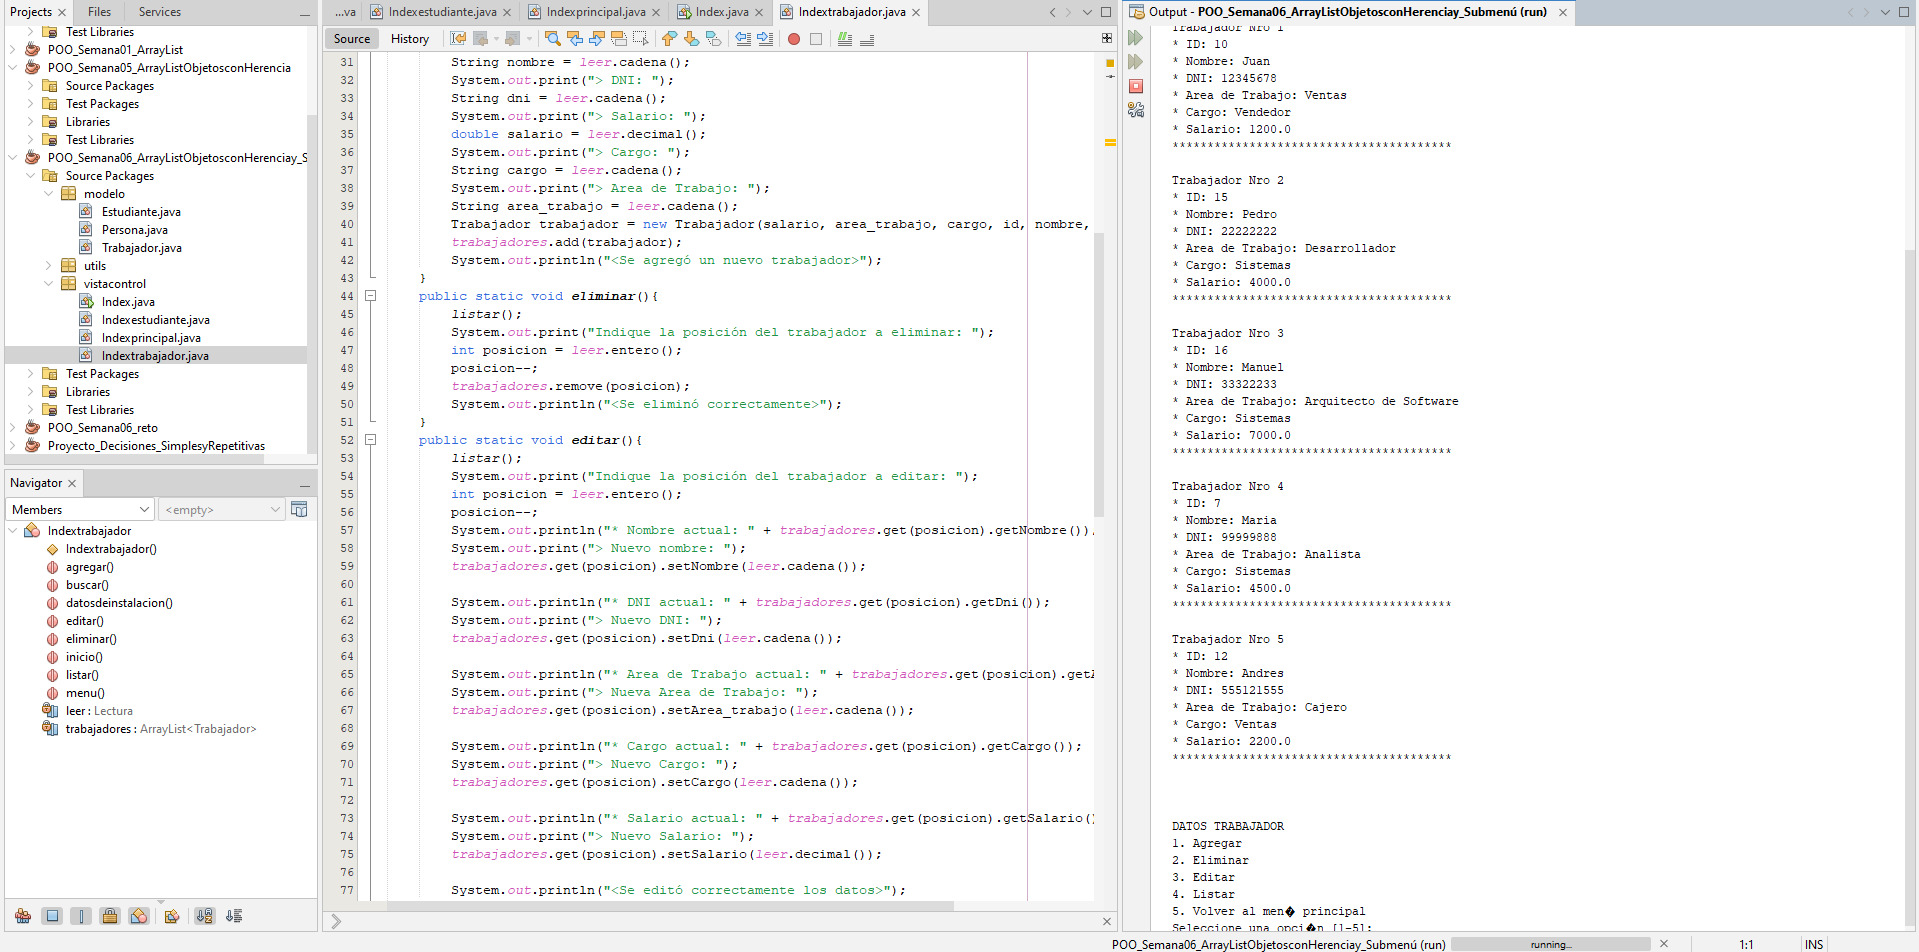 Projects
Files
Services
Test Libraries
POO_Semana01_ArrayList
POO_Semana05_ArrayListObjetosconHerencia
Source Packages
Test Packages
Libraries
Test Libraries
POO_Semana06_ArrayListObjetosconHerenciay_S
Source Packages
modelo
Estudiante.java
Persona.java
Trabajador.java
utils
vistacontrol
Index.java
Indexestudiante.java
Indexprincipal.java
Indextrabajador.java
Test Packages
Libraries
Test Libraries
POO_Semana06_reto
Proyecto_Decisiones_SimplesyRepetitivas
Navigator
Members
<empty>
Indextrabajador
Indextrabajador()
agregar()
buscar()
datosdeinstalacion()
editar()
eliminar()
inicio()
listar()
menu()
leer : Lectura
trabajadores : ArrayList<Trabajador>
...va
Indexestudiante.java
Indexprincipal.java
Index.java
Indextrabajador.java
Source
History
31 String nombre = leer.cadena();
32 System.out.print("> DNI: ");
33 String dni = leer.cadena();
34 System.out.print("> Salario: ");
35 double salario = leer.decimal();
36 System.out.print("> Cargo: ");
37 String cargo = leer.cadena();
38 System.out.print("> Area de Trabajo: ");
39 String area_trabajo = leer.cadena();
40 Trabajador trabajador = new Trabajador(salario, area_trabajo, cargo, id, nombre,
41 trabajadores.add(trabajador);
42 System.out.println("<Se agregó un nuevo trabajador>");
43 }
44 public static void eliminar(){
45 listar();
46 System.out.print("Indique la posición del trabajador a eliminar: ");
47 int posicion = leer.entero();
48 posicion--;
49 trabajadores.remove(posicion);
50 System.out.println("<Se eliminó correctamente>");
51 }
52 public static void editar(){
53 listar();
54 System.out.print("Indique la posición del trabajador a editar: ");
55 int posicion = leer.entero();
56 posicion--;
57 System.out.println("* Nombre actual: " + trabajadores.get(posicion).getNombre())
58 System.out.print("> Nuevo nombre: ");
59 trabajadores.get(posicion).setNombre(leer.cadena());
60
61 System.out.println("* DNI actual: " + trabajadores.get(posicion).getDni());
62 System.out.print("> Nuevo DNI: ");
63 trabajadores.get(posicion).setDni(leer.cadena());
64
65 System.out.println("* Area de Trabajo actual: " + trabajadores.get(posicion).get
66 System.out.print("> Nueva Area de Trabajo: ");
67 trabajadores.get(posicion).setArea_trabajo(leer.cadena());
68
69 System.out.println("* Cargo actual: " + trabajadores.get(posicion).getCargo());
70 System.out.print("> Nuevo Cargo: ");
71 trabajadores.get(posicion).setCargo(leer.cadena());
72
73 System.out.println("* Salario actual: " + trabajadores.get(posicion).getSalario(
74 System.out.print("> Nuevo Salario: ");
75 trabajadores.get(posicion).setSalario(leer.decimal());
76
77 System.out.println("<Se editó correctamente los datos>");
Output - POO_Semana06_ArrayListObjetosconHerenciay_Submenú (run)
Trabajador Nro 1
* ID: 10
* Nombre: Juan
* DNI: 12345678
* Area de Trabajo: Ventas
* Cargo: Vendedor
* Salario: 1200.0
****************************************
Trabajador Nro 2
* ID: 15
* Nombre: Pedro
* DNI: 22222222
* Area de Trabajo: Desarrollador
* Cargo: Sistemas
* Salario: 4000.0
****************************************
Trabajador Nro 3
* ID: 16
* Nombre: Manuel
* DNI: 33322233
* Area de Trabajo: Arquitecto de Software
* Cargo: Sistemas
* Salario: 7000.0
****************************************
Trabajador Nro 4
* ID: 7
* Nombre: Maria
* DNI: 99999888
* Area de Trabajo: Analista
* Cargo: Sistemas
* Salario: 4500.0
****************************************
Trabajador Nro 5
* ID: 12
* Nombre: Andres
* DNI: 555121555
* Area de Trabajo: Cajero
* Cargo: Ventas
* Salario: 2200.0
****************************************
DATOS TRABAJADOR
1. Agregar
2. Eliminar
3. Editar
4. Listar
5. Volver al men� principal
Seleccione una opci�n [1-5]:
POO_Semana06_ArrayListObjetosconHerenciay_Submenú (run)
running...
1:1
INS